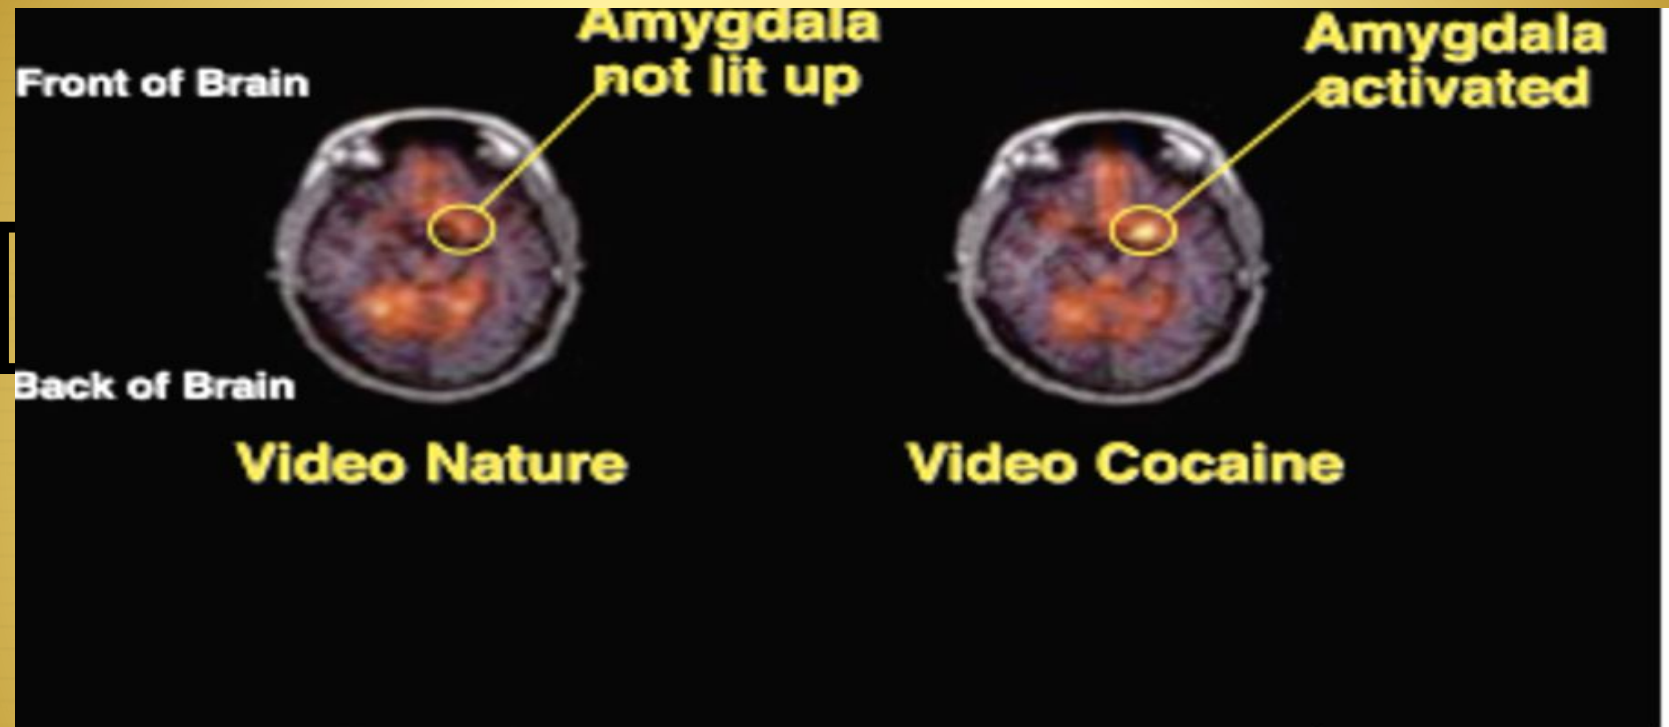 Amygdala
not lit up
Amygdala
activated
Front of Brain
Back of Brain
Video Nature
Video Cocaine